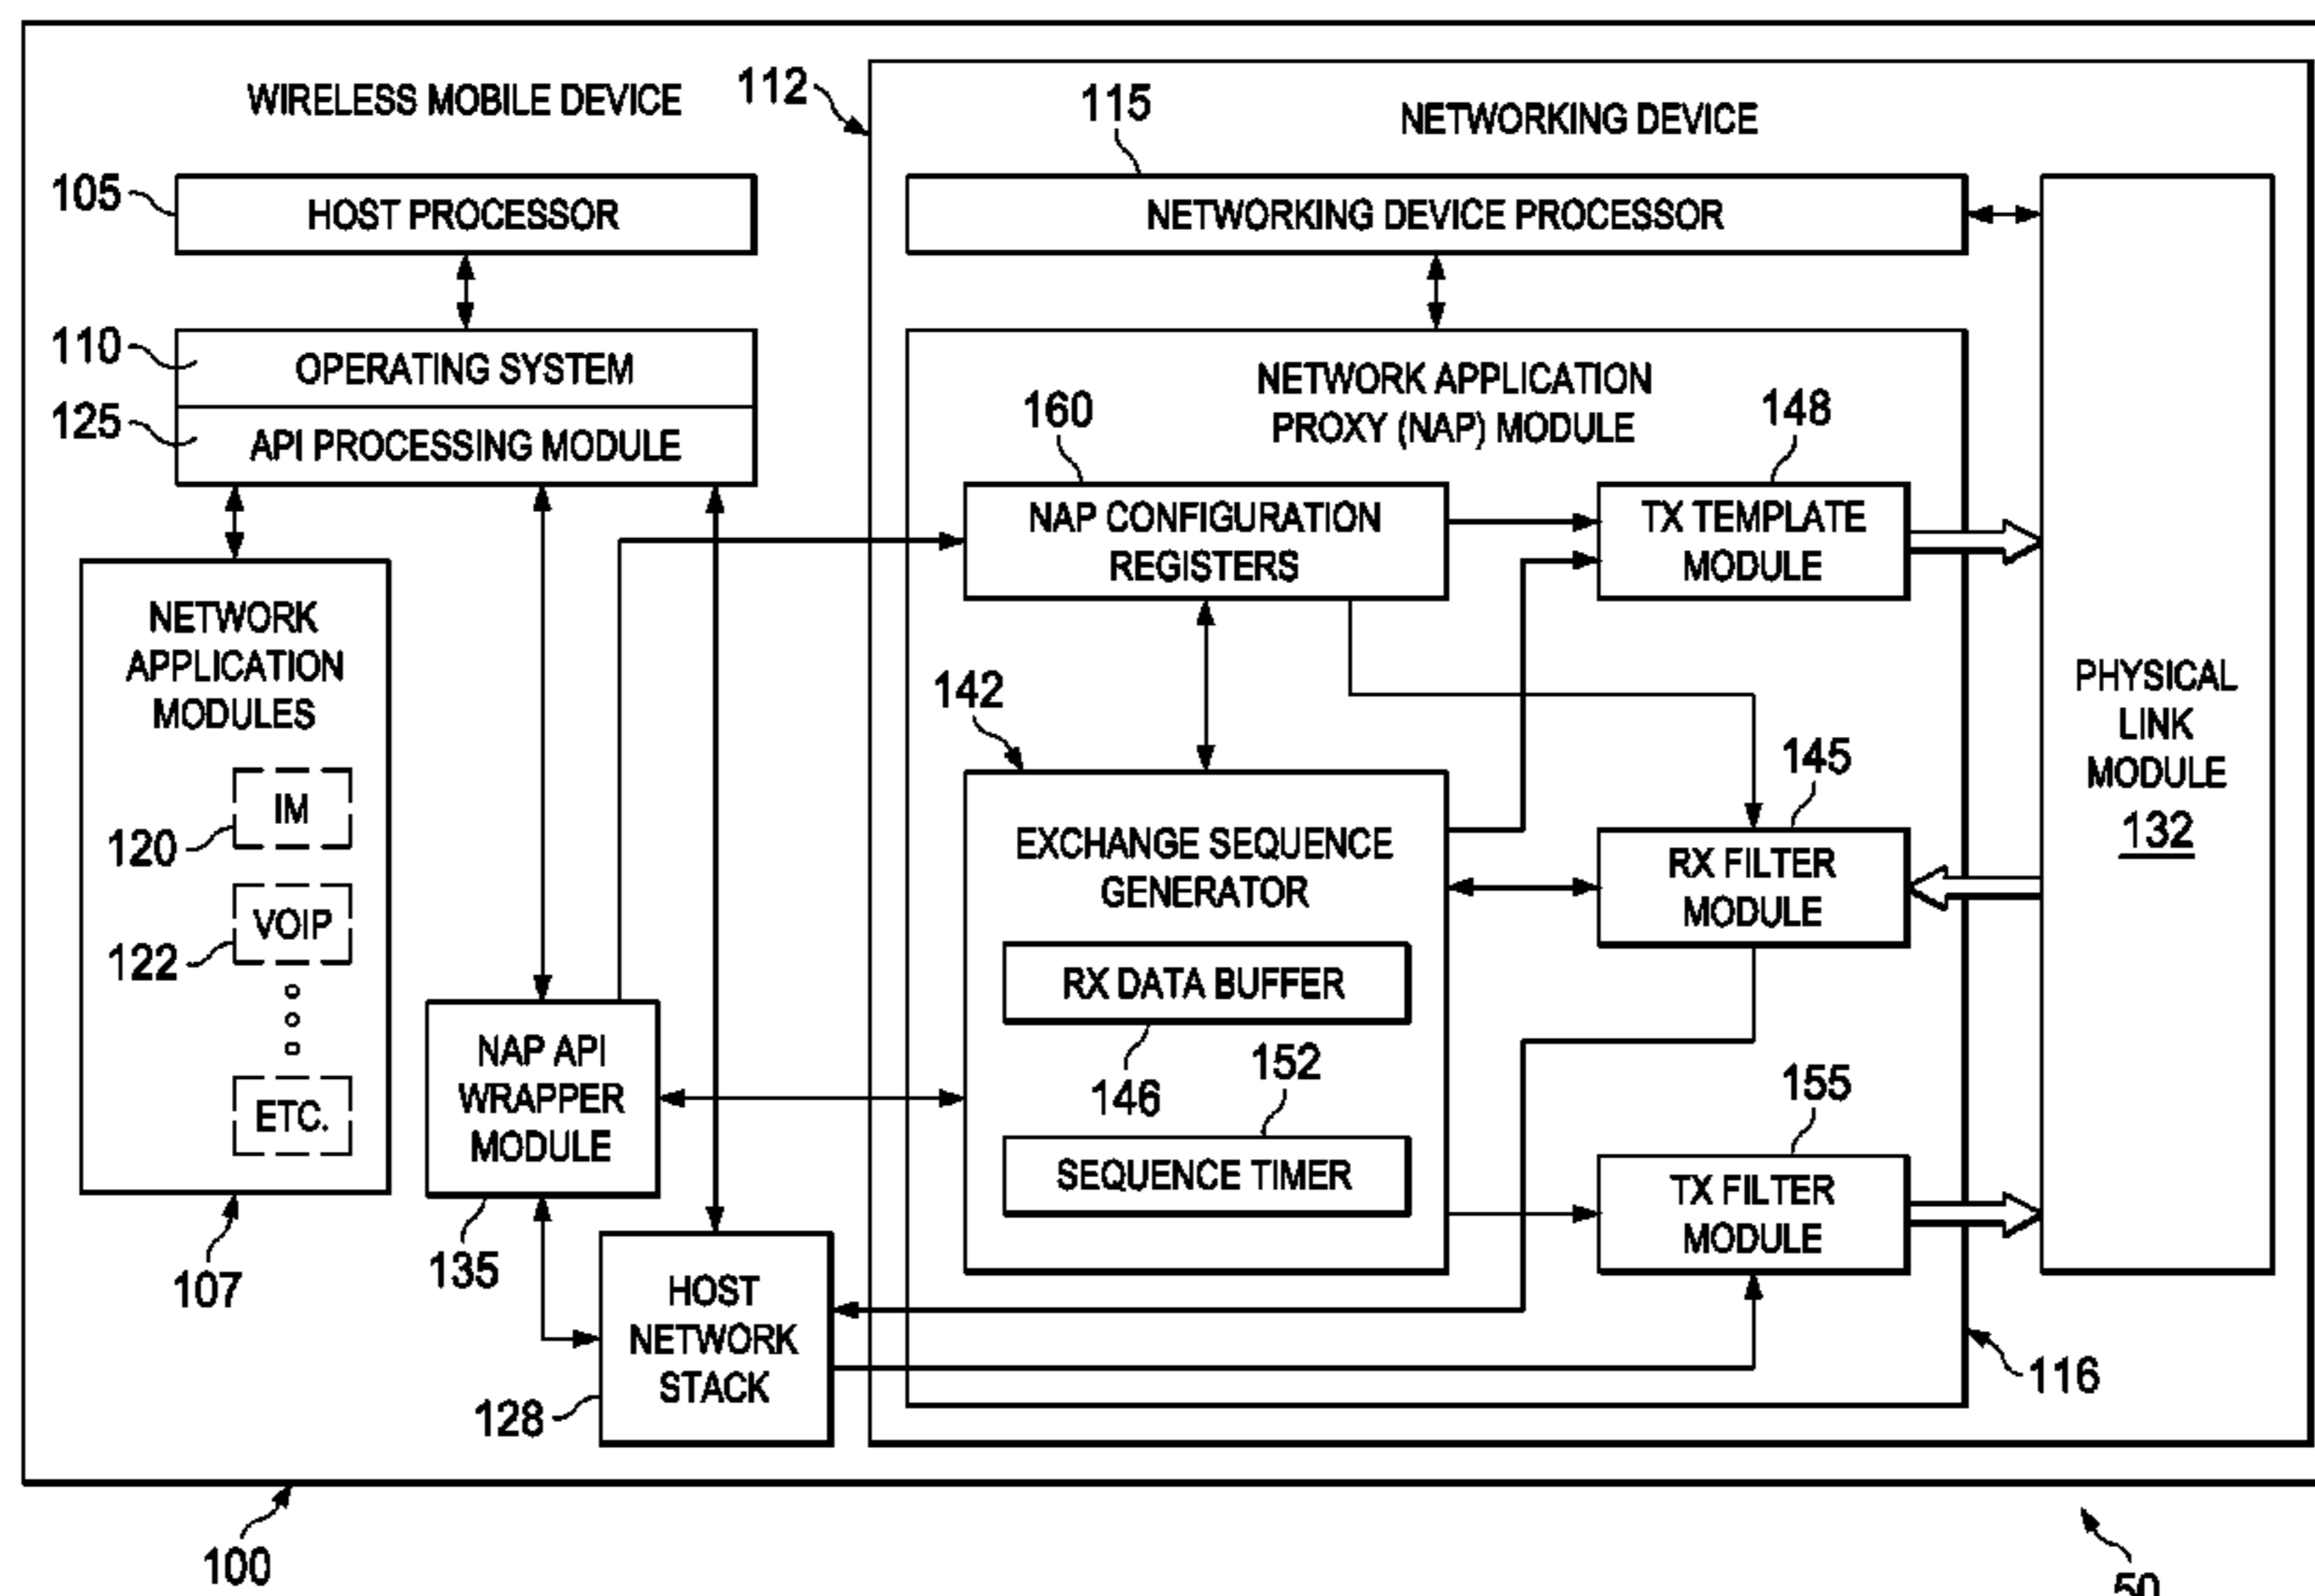 WIRELESS MOBILE DEVICE
112
115
NETWORKING DEVICE
105
HOST PROCESSOR
NETWORKING DEVICE PROCESSOR
110
OPERATING SYSTEM
125
API PROCESSING MODULE
NETWORK APPLICATION
PROXY (NAP) MODULE
160
148
NAP CONFIGURATION
REGISTERS
TX TEMPLATE
MODULE
NETWORK
APPLICATION
MODULES
IM
120
VOIP
122
ETC.
107
142
EXCHANGE SEQUENCE
GENERATOR
RX DATA BUFFER
146
152
SEQUENCE TIMER
145
RX FILTER
MODULE
155
TX FILTER
MODULE
PHYSICAL
LINK
MODULE
132
NAP API
WRAPPER
MODULE
135
HOST
NETWORK
STACK
128
116
100
50